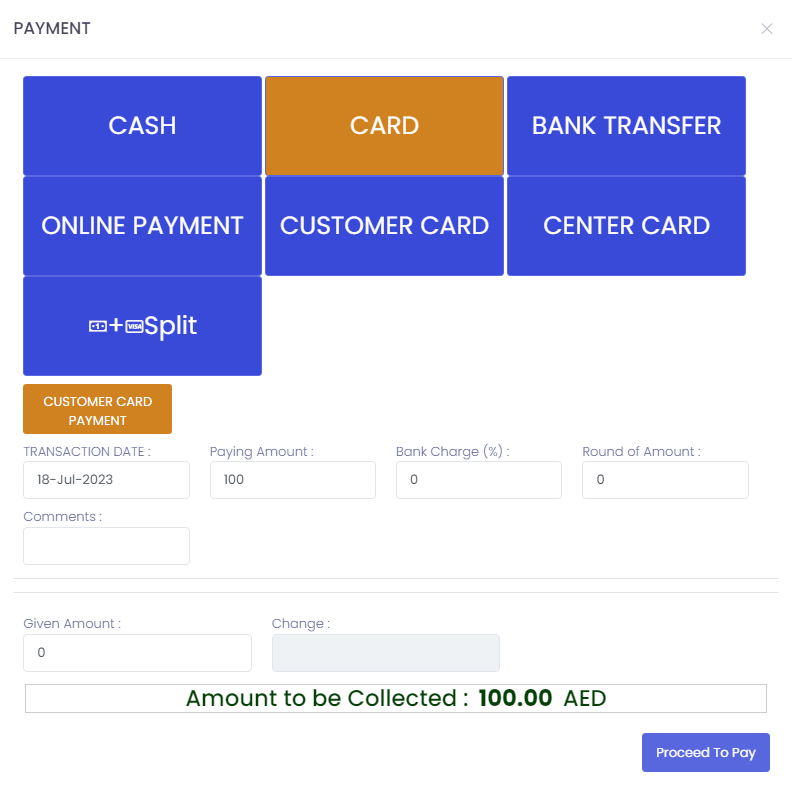 PAYMENT
CASH
CARD
BANK TRANSFER
ONLINE PAYMENT
CUSTOMER CARD
CENTER CARD
+VISA Split
CUSTOMER CARD
PAYMENT
TRANSACTION DATE :
Paying Amount :
Bank Charge (%) :
Round of Amount :
18-Jul-2023
100
0
0
Comments :
Given Amount :
Change :
0
Amount to be Collected : 100.00 AED
Proceed To Pay